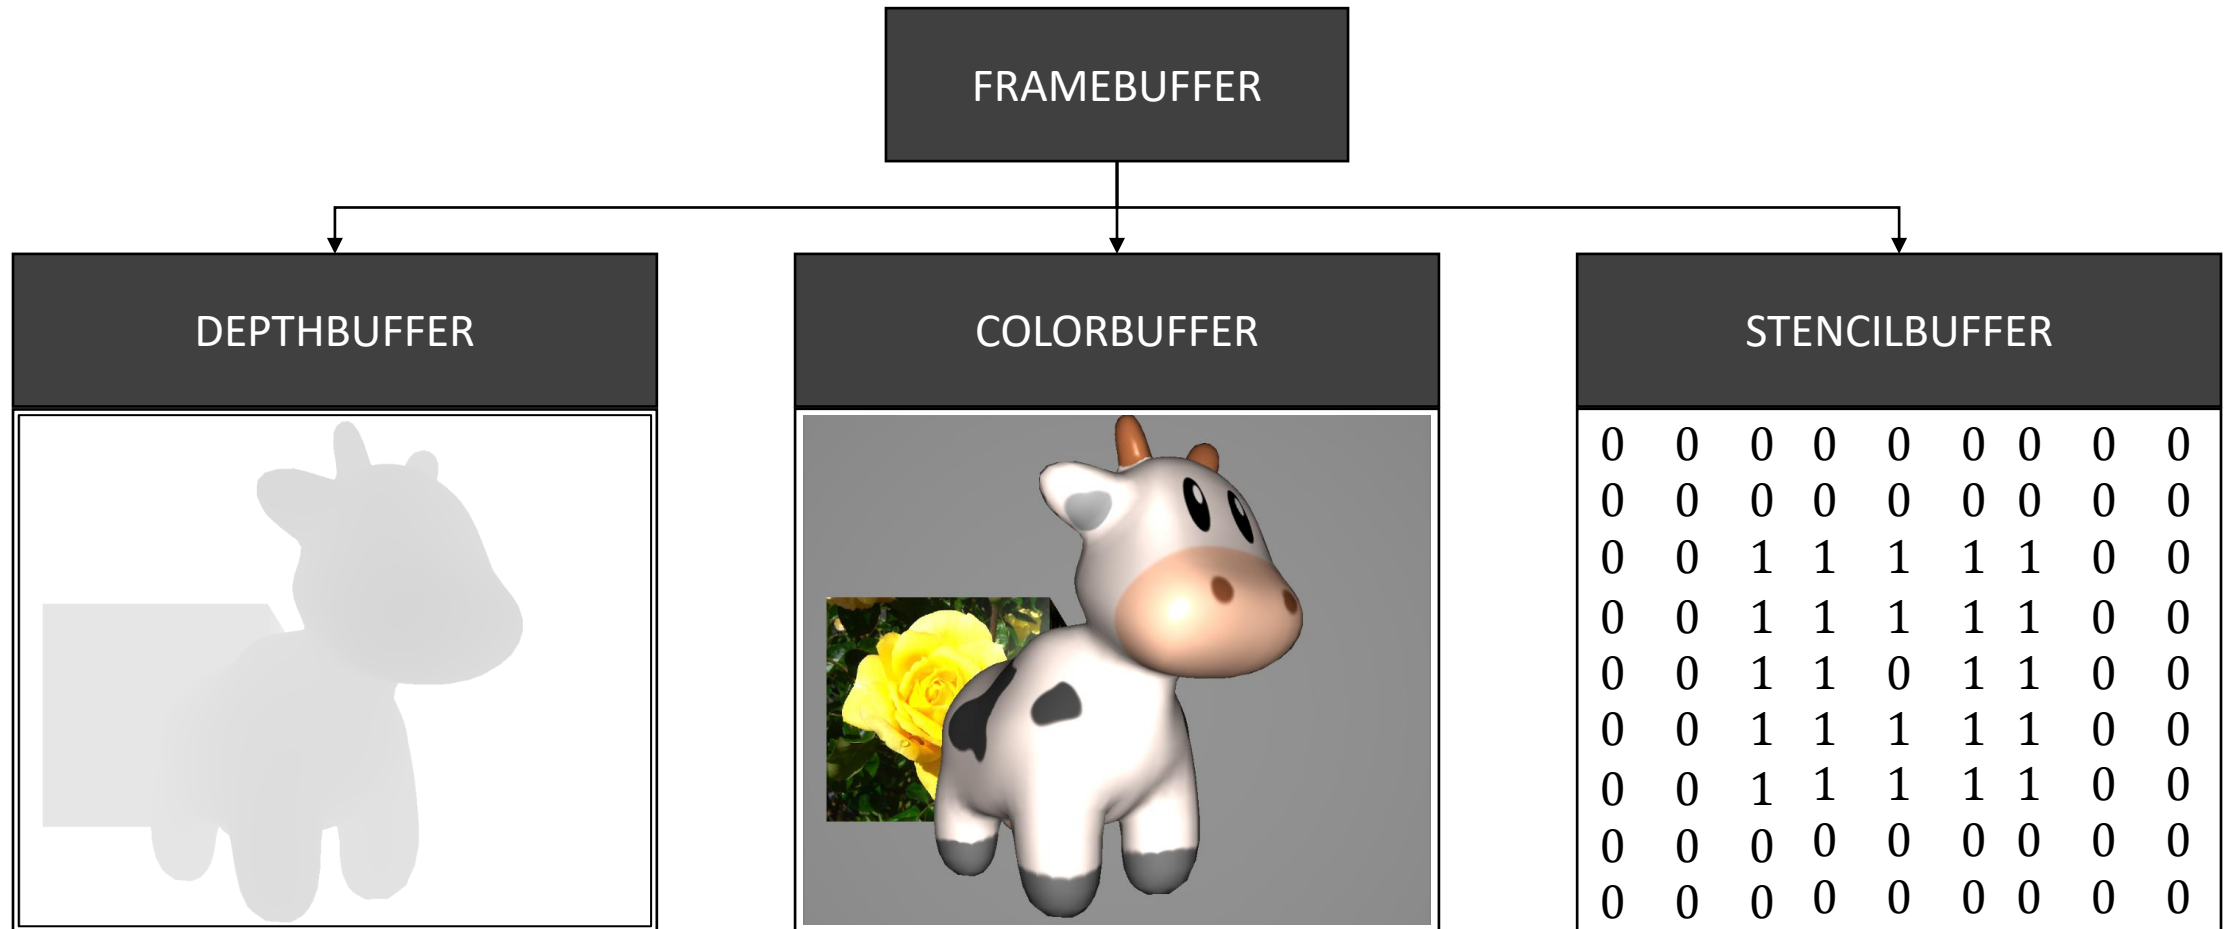 FRAMEBUFFER
DEPTHBUFFER
COLORBUFFER
STENCILBUFFER
0 0 0 0 0 0 0 0 0
0 0 0 0 0 0 0 0 0
0 0 1 1 1 1 1 0 0
0 0 1 1 1 1 1 0 0
0 0 1 1 0 1 1 0 0
0 0 1 1 1 1 1 0 0
0 0 1 1 1 1 1 0 0
0 0 0 0 0 0 0 0 0
0 0 0 0 0 0 0 0 0